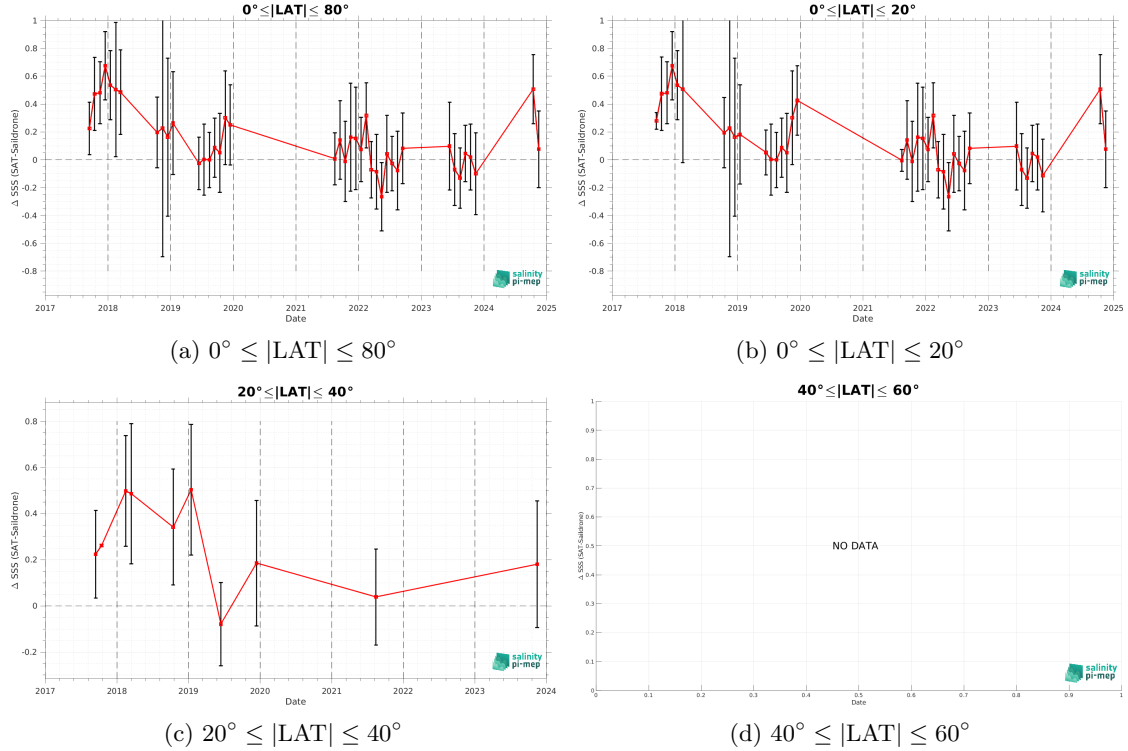 0°≤|LAT|≤ 80°
Δ SSS (SAT-Saildrone)
1
0.8
0.6
0.4
0.2
0
-0.2
-0.4
-0.6
-0.8
2017 2018 2019 2020 2021 2022 2023 2024 2025
Date
salinity
pi-mep
(a) 0° ≤ |LAT| ≤ 80°
0°≤|LAT|≤ 20°
Δ SSS (SAT-Saildrone)
1
0.8
0.6
0.4
0.2
0
-0.2
-0.4
-0.6
-0.8
2017 2018 2019 2020 2021 2022 2023 2024 2025
Date
salinity
pi-mep
(b) 0° ≤ |LAT| ≤ 20°
20°≤|LAT|≤ 40°
Δ SSS (SAT-Saildrone)
0.8
0.6
0.4
0.2
0
-0.2
2017 2018 2019 2020 2021 2022 2023 2024
Date
salinity
pi-mep
(c) 20° ≤ |LAT| ≤ 40°
40°≤|LAT|≤ 60°
Δ SSS (SAT-Saildrone)
1
0.9
0.8
0.7
0.6
0.5
0.4
0.3
0.2
0.1
0
NO DATA
0 0.1 0.2 0.3 0.4 0.5 0.6 0.7 0.8 0.9 1
Date
salinity
pi-mep
(d) 40° ≤ |LAT| ≤ 60°